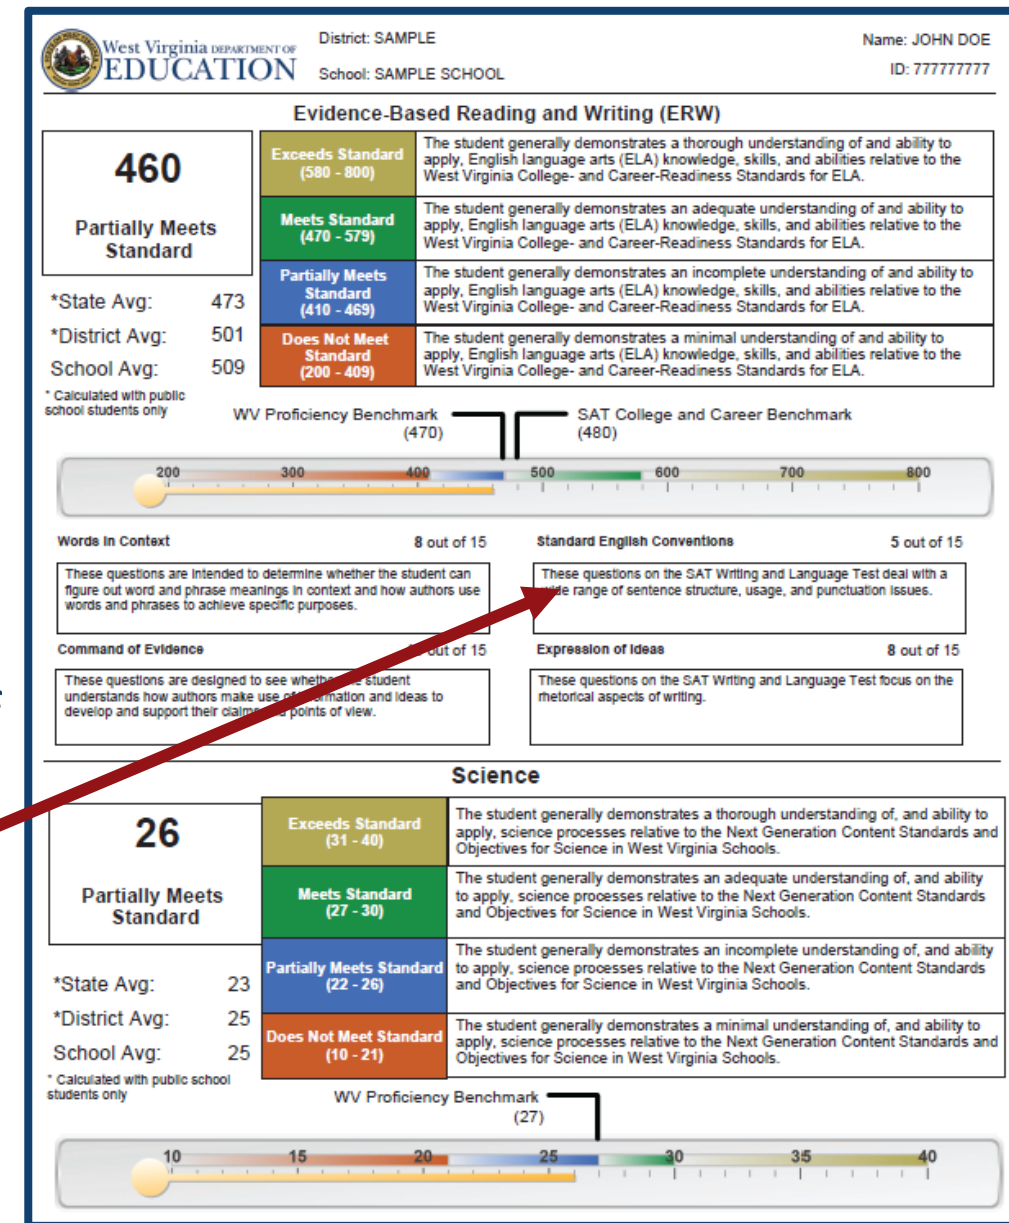 West Virginia DEPARTMENT OF
EDUCATION
District: SAMPLE
School: SAMPLE SCHOOL
Name: JOHN DOE
ID: 777777777
Evidence-Based Reading and Writing (ERW)
460
Partially Meets
Standard
*State Avg: 473
*District Avg: 501
School Avg: 509
* Calculated with public
school students only
Exceeds Standard
(580 - 800)
The student generally demonstrates a thorough understanding of and ability to
apply, English language arts (ELA) knowledge, skills, and abilities relative to the
West Virginia College- and Career-Readiness Standards for ELA.
Meets Standard
(470 - 579)
The student generally demonstrates an adequate understanding of and ability to
apply, English language arts (ELA) knowledge, skills, and abilities relative to the
West Virginia College- and Career-Readiness Standards for ELA.
Partially Meets
Standard
(410 - 469)
The student generally demonstrates an incomplete understanding of and ability to
apply, English language arts (ELA) knowledge, skills, and abilities relative to the
West Virginia College- and Career-Readiness Standards for ELA.
Does Not Meet
Standard
(200 - 409)
The student generally demonstrates a minimal understanding of and ability to
apply, English language arts (ELA) knowledge, skills, and abilities relative to the
West Virginia College- and Career-Readiness Standards for ELA.
WV Proficiency Benchmark
(470)
SAT College and Career Benchmark
(480)
200 300 400 500 600 700 800
Words in Context 8 out of 15
These questions are intended to determine whether the student can
figure out word and phrase meanings in context and how authors use
words and phrases to achieve specific purposes.
Standard English Conventions 5 out of 15
These questions on the SAT Writing and Language Test deal with a
wide range of sentence structure, usage, and punctuation issues.
Command of Evidence out of 15
These questions are designed to see whether the student
understands how authors make use of information and ideas to
develop and support their claims and points of view.
Expression of Ideas 8 out of 15
These questions on the SAT Writing and Language Test focus on the
rhetorical aspects of writing.
Science
26
Partially Meets
Standard
*State Avg: 23
*District Avg: 25
School Avg: 25
* Calculated with public school
students only
Exceeds Standard
(31 - 40)
The student generally demonstrates a thorough understanding of, and ability to
apply, science processes relative to the Next Generation Content Standards and
Objectives for Science in West Virginia Schools.
Meets Standard
(27 - 30)
The student generally demonstrates an adequate understanding of, and ability
to apply, science processes relative to the Next Generation Content Standards
and Objectives for Science in West Virginia Schools.
Partially Meets Standard
(22 - 26)
The student generally demonstrates an incomplete understanding of, and ability
to apply, science processes relative to the Next Generation Content Standards
and Objectives for Science in West Virginia Schools.
Does Not Meet Standard
(10 - 21)
The student generally demonstrates a minimal understanding of, and ability to
apply, science processes relative to the Next Generation Content Standards and
Objectives for Science in West Virginia Schools.
WV Proficiency Benchmark
(27)
10 15 20 25 30 35 40